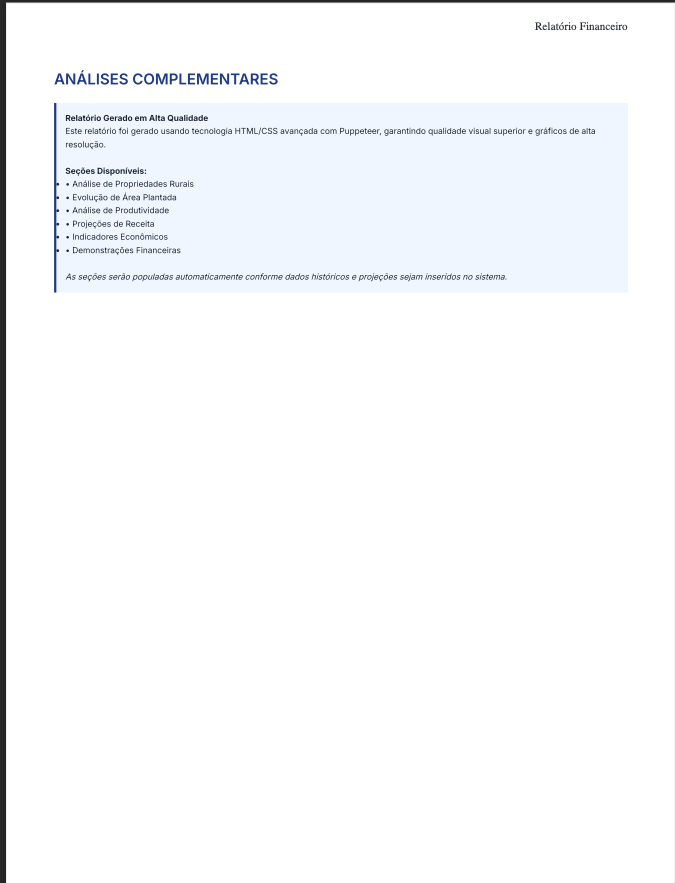 Relatório Financeiro
ANÁLISES COMPLEMENTARES
Relatório Gerado em Alta Qualidade
Este relatório foi gerado usando tecnologia HTML/CSS avançada com Puppeteer, garantindo qualidade visual superior e gráficos de alta
resolução.
Seções Disponíveis:
• • Análise de Propriedades Rurais
• • Evolução de Área Plantada
• • Análise de Produtividade
• • Projeções de Receita
• • Indicadores Econômicos
• • Demonstrações Financeiras
As seções serão populadas automaticamente conforme dados históricos e projeções sejam inseridos no sistema.